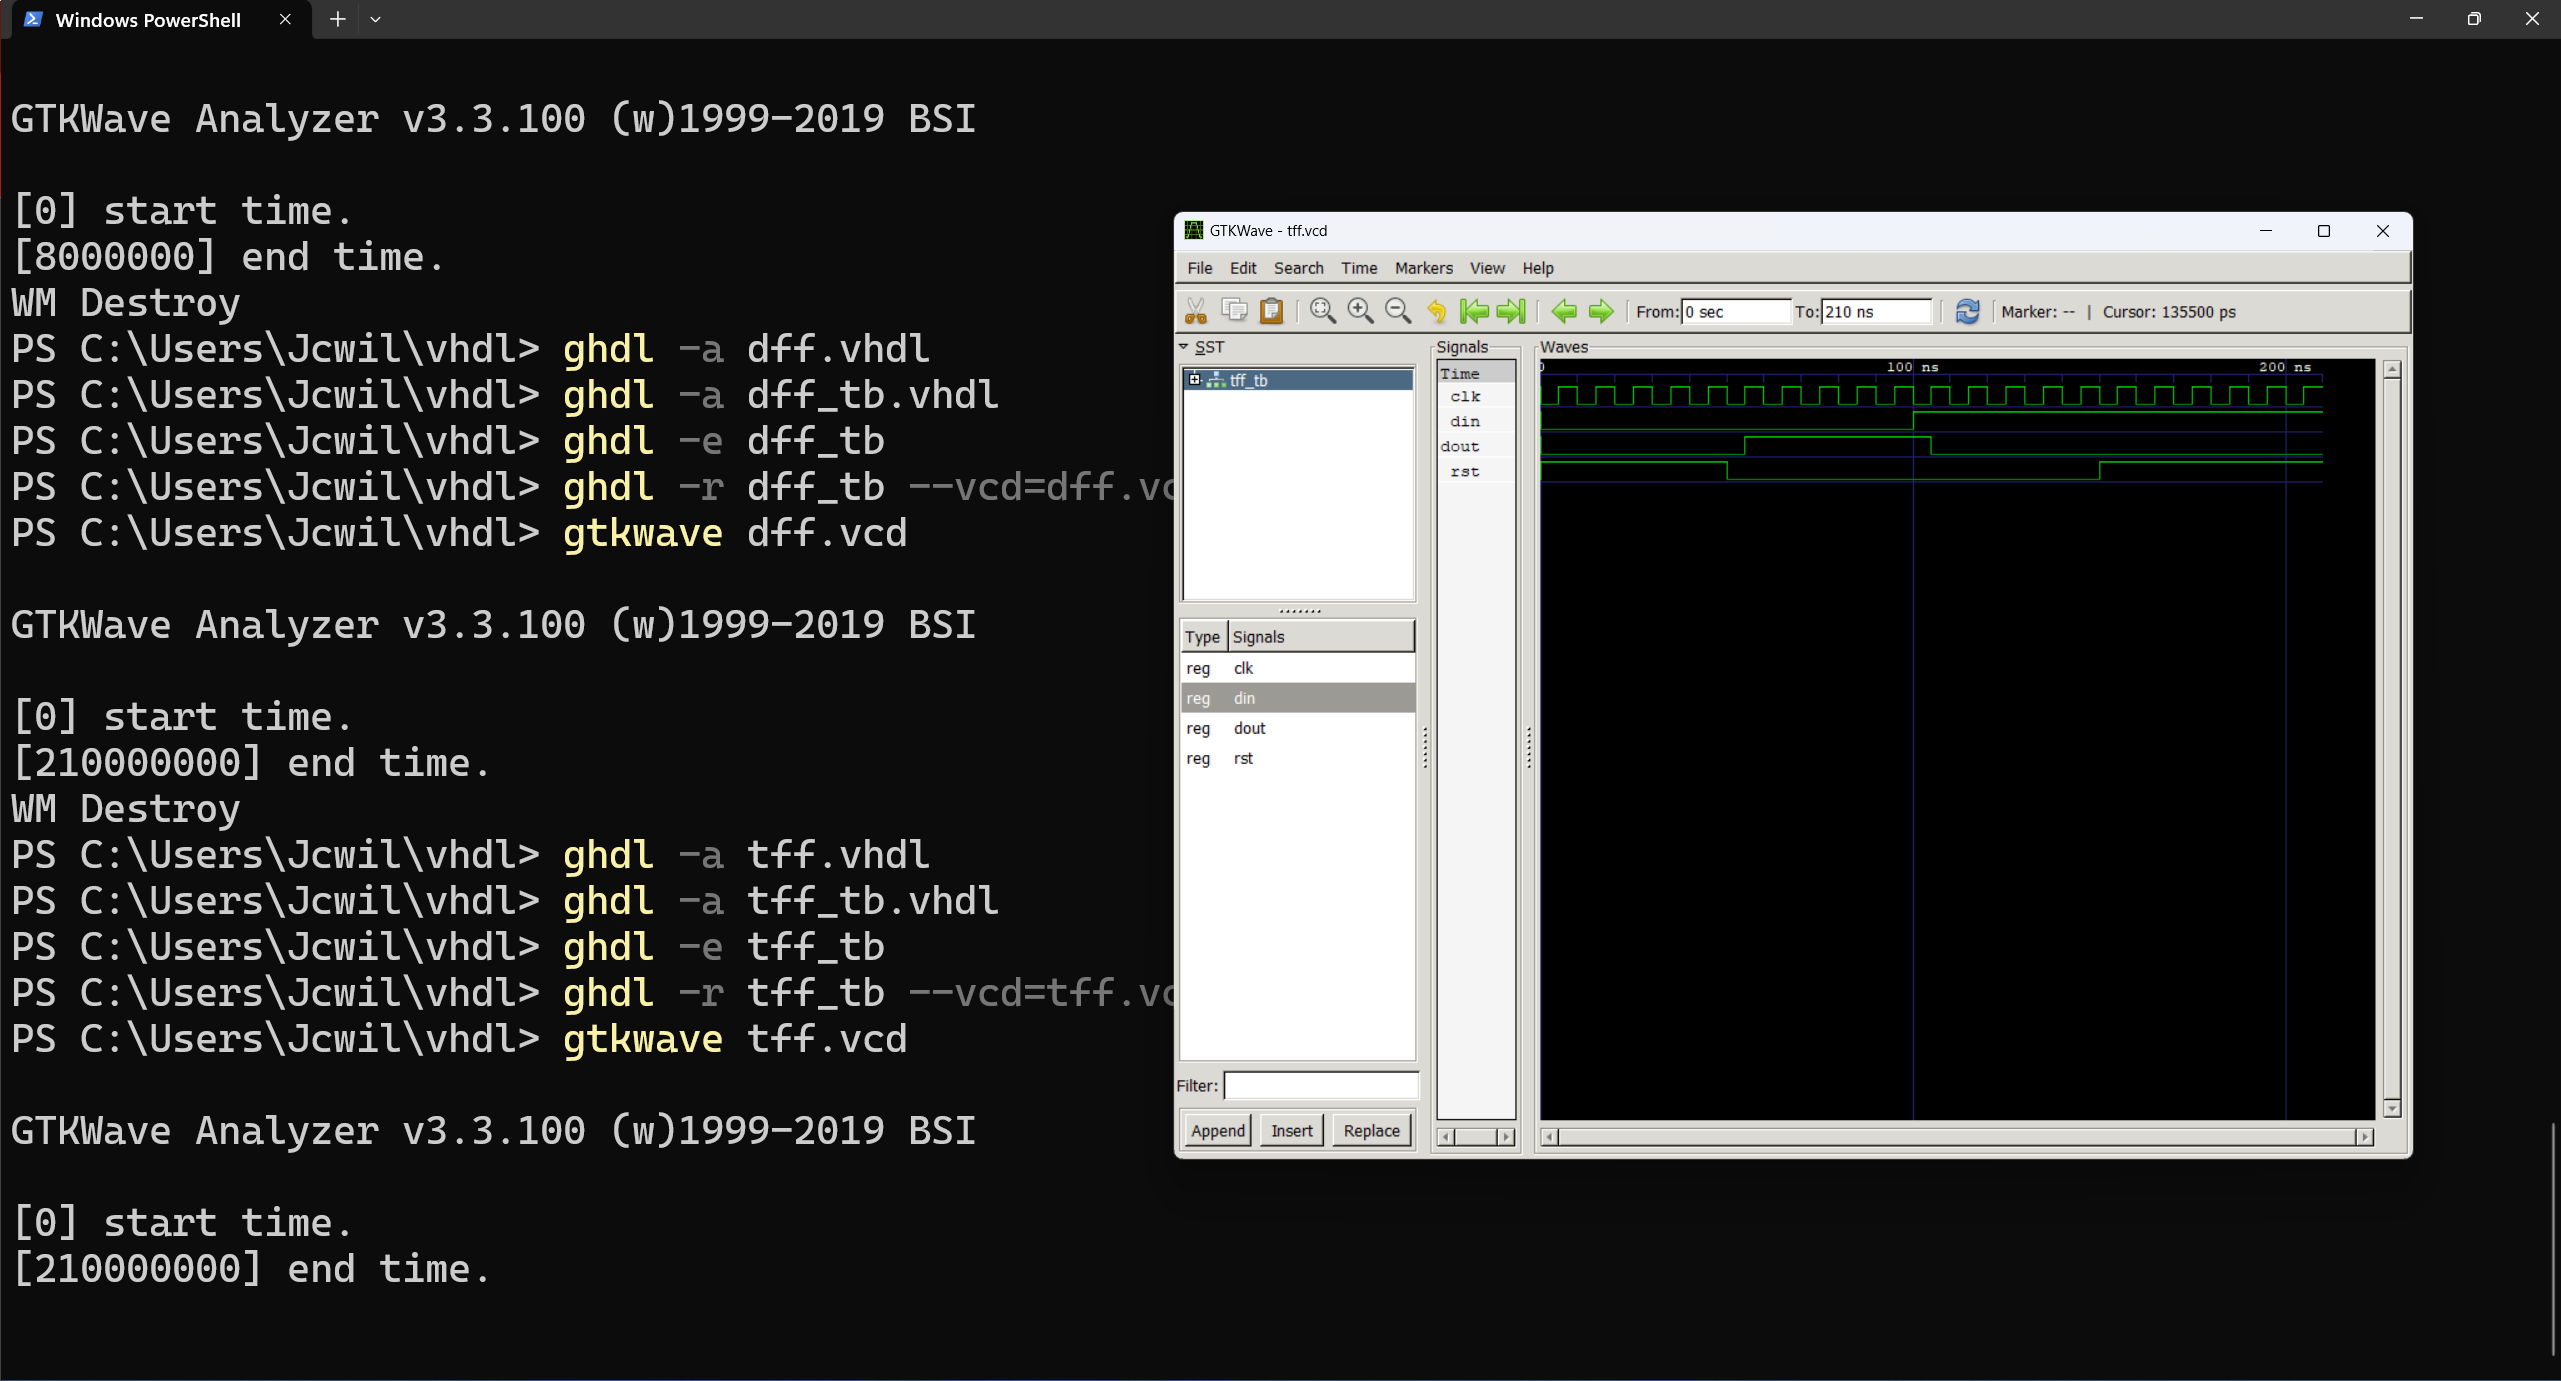 Windows PowerShell
GTKWave Analyzer v3.3.100 (w)1999-2019 BSI
[0] start time.
[8000000] end time.
WM Destroy
PS C:\Users\Jcwil\vhdl> ghdl -a dff.vhdl
PS C:\Users\Jcwil\vhdl> ghdl -a dff_tb.vhdl
PS C:\Users\Jcwil\vhdl> ghdl -e dff_tb
PS C:\Users\Jcwil\vhdl> ghdl -r dff_tb --vcd=dff.vc
PS C:\Users\Jcwil\vhdl> gtkwave dff.vcd
GTKWave Analyzer v3.3.100 (w)1999-2019 BSI
[0] start time.
[210000000] end time.
WM Destroy
PS C:\Users\Jcwil\vhdl> ghdl -a tff.vhdl
PS C:\Users\Jcwil\vhdl> ghdl -a tff_tb.vhdl
PS C:\Users\Jcwil\vhdl> ghdl -e tff_tb
PS C:\Users\Jcwil\vhdl> ghdl -r tff_tb --vcd=tff.vc
PS C:\Users\Jcwil\vhdl> gtkwave tff.vcd
GTKWave Analyzer v3.3.100 (w)1999-2019 BSI
[0] start time.
[210000000] end time.
GTKWave - tff.vcd
File Edit Search Time Markers View Help
From: 0 sec To: 210 ns Marker: -- | Cursor: 135500 ps
SST
tff_tb
Type Signals
reg clk
reg din
reg dout
reg rst
Filter:
Append Insert Replace
Signals
Time
clk
din
dout
rst
Waves
0 100 ns 200 ns